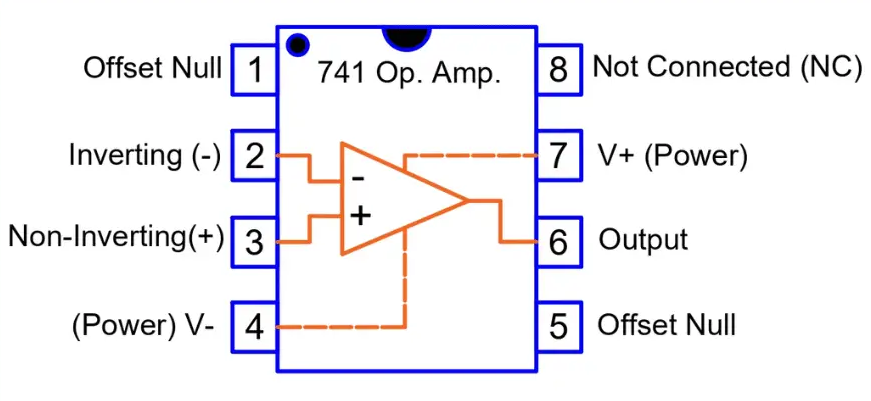 741 Op. Amp.
Offset Null 1
Inverting (-) 2
Non-Inverting(+) 3
(Power) V- 4
-
+
8 Not Connected (NC)
7 V+ (Power)
6 Output
5 Offset Null